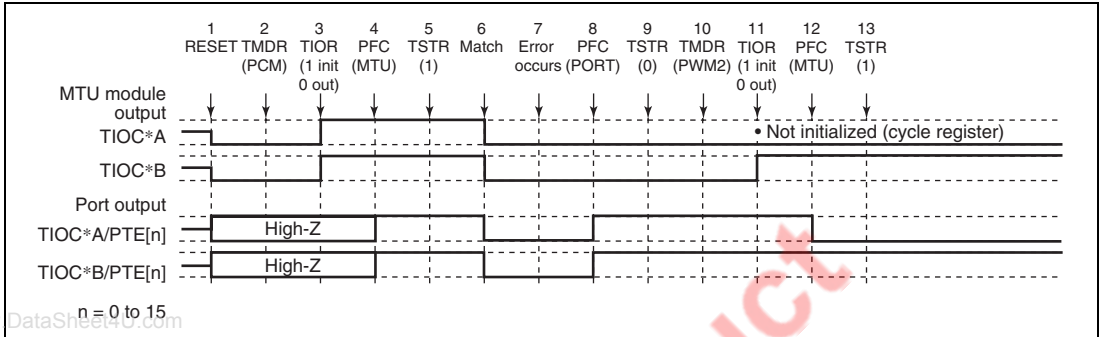 1 2 3 4 5 6 7 8 9 10 11 12 13
RESET TMDR TIOR PFC TSTR Match Error PFC TSTR TMDR TIOR PFC TSTR
(PCM) (1 init (MTU) (1) occurs (PORT) (0) (PWM2) (1 init (MTU) (1)
0 out) 0 out)
MTU module
output
TIOC*A
• Not initialized (cycle register)
TIOC*B
Port output
TIOC*A/PTE[n]
High-Z
TIOC*B/PTE[n]
High-Z
n = 0 to 15
DataSheet4U.com
uct